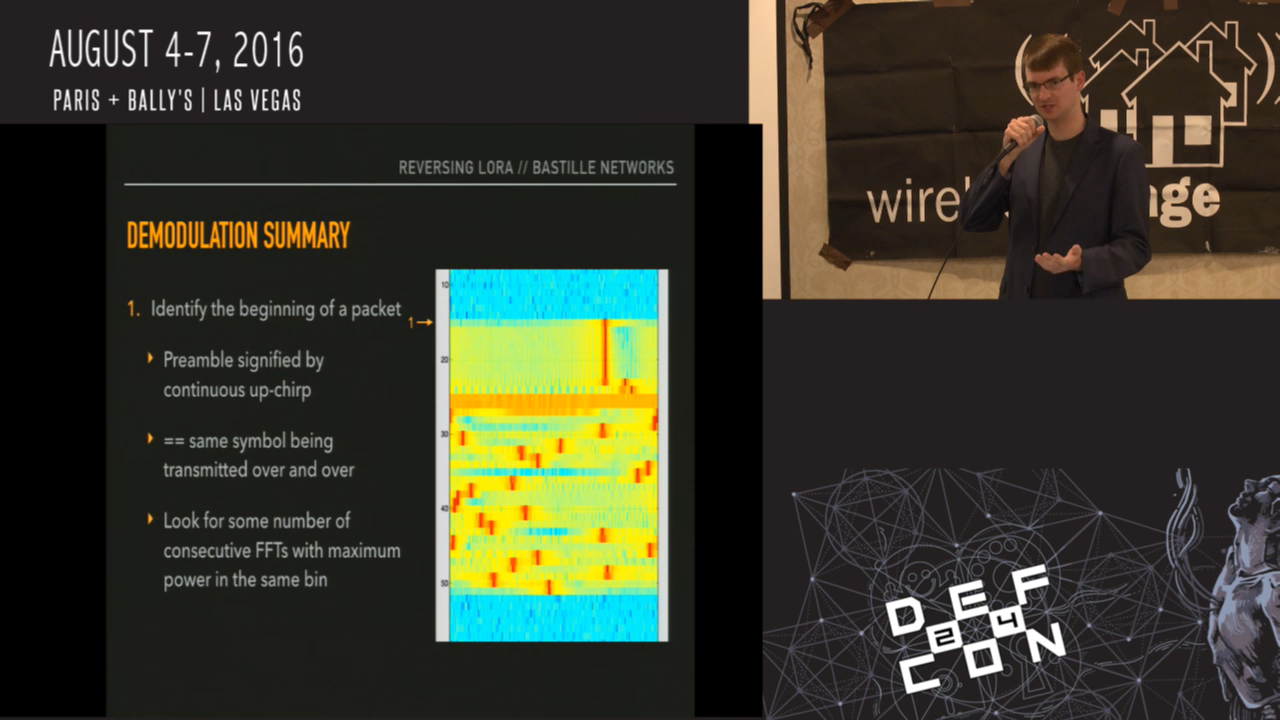 AUGUST 4-7, 2016
PARIS + BALLY'S | LAS VEGAS
REVERSING LORA // BASTILLE NETWORKS
DEMODULATION SUMMARY
1. Identify the beginning of a packet
Preamble signified by
continuous up-chirp
== same symbol being
transmitted over and over
Look for some number of
consecutive FFTs with maximum
power in the same bin
1
10
20
30
40
50
wire
age
DEF
24
CON